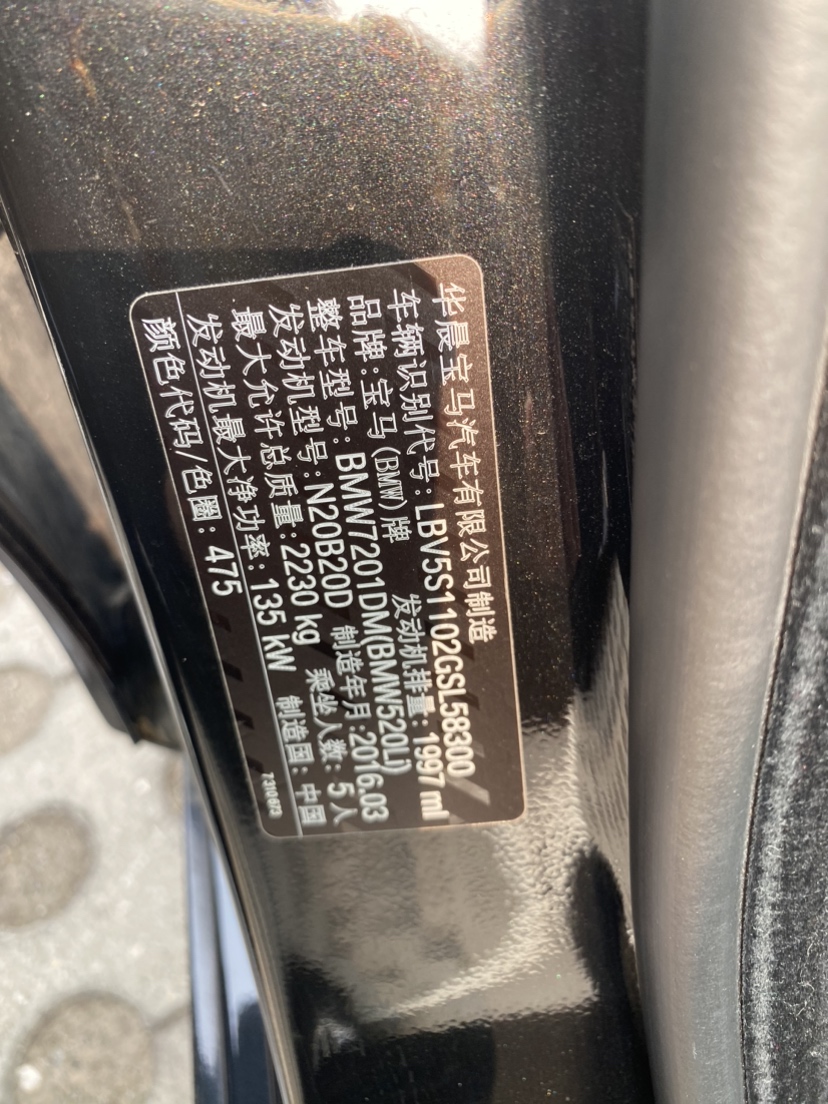 华晨宝马汽车有限公司制造
车辆识别代号: LBV5S1102GSL58300
品牌: 宝马(BMW)牌 发动机排量: 1997 ml
整车型号: BMW7201DM(BMW520Li)
发动机型号: N20B20D 制造年月: 2016.03
最大允许总质量: 2230 kg 乘坐人数: 5 人
发动机最大净功率: 135 kW 制造国: 中国
颜色代码/色圈: 475